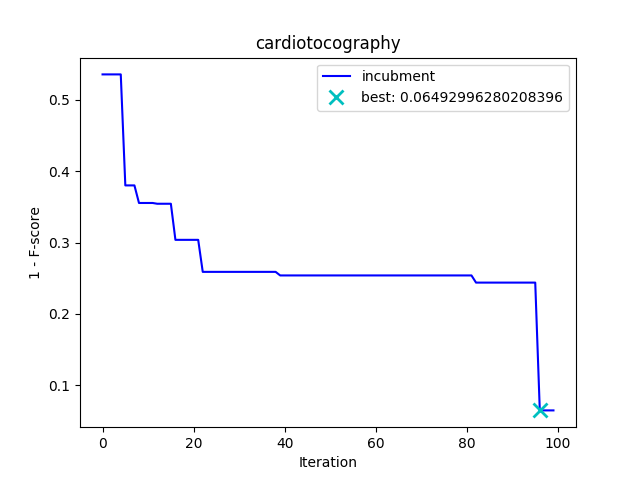 cardiotocography
incubment
best: 0.06492996280208396
1 - F-score
0.5
0.4
0.3
0.2
0.1
0 20 40 60 80 100
Iteration